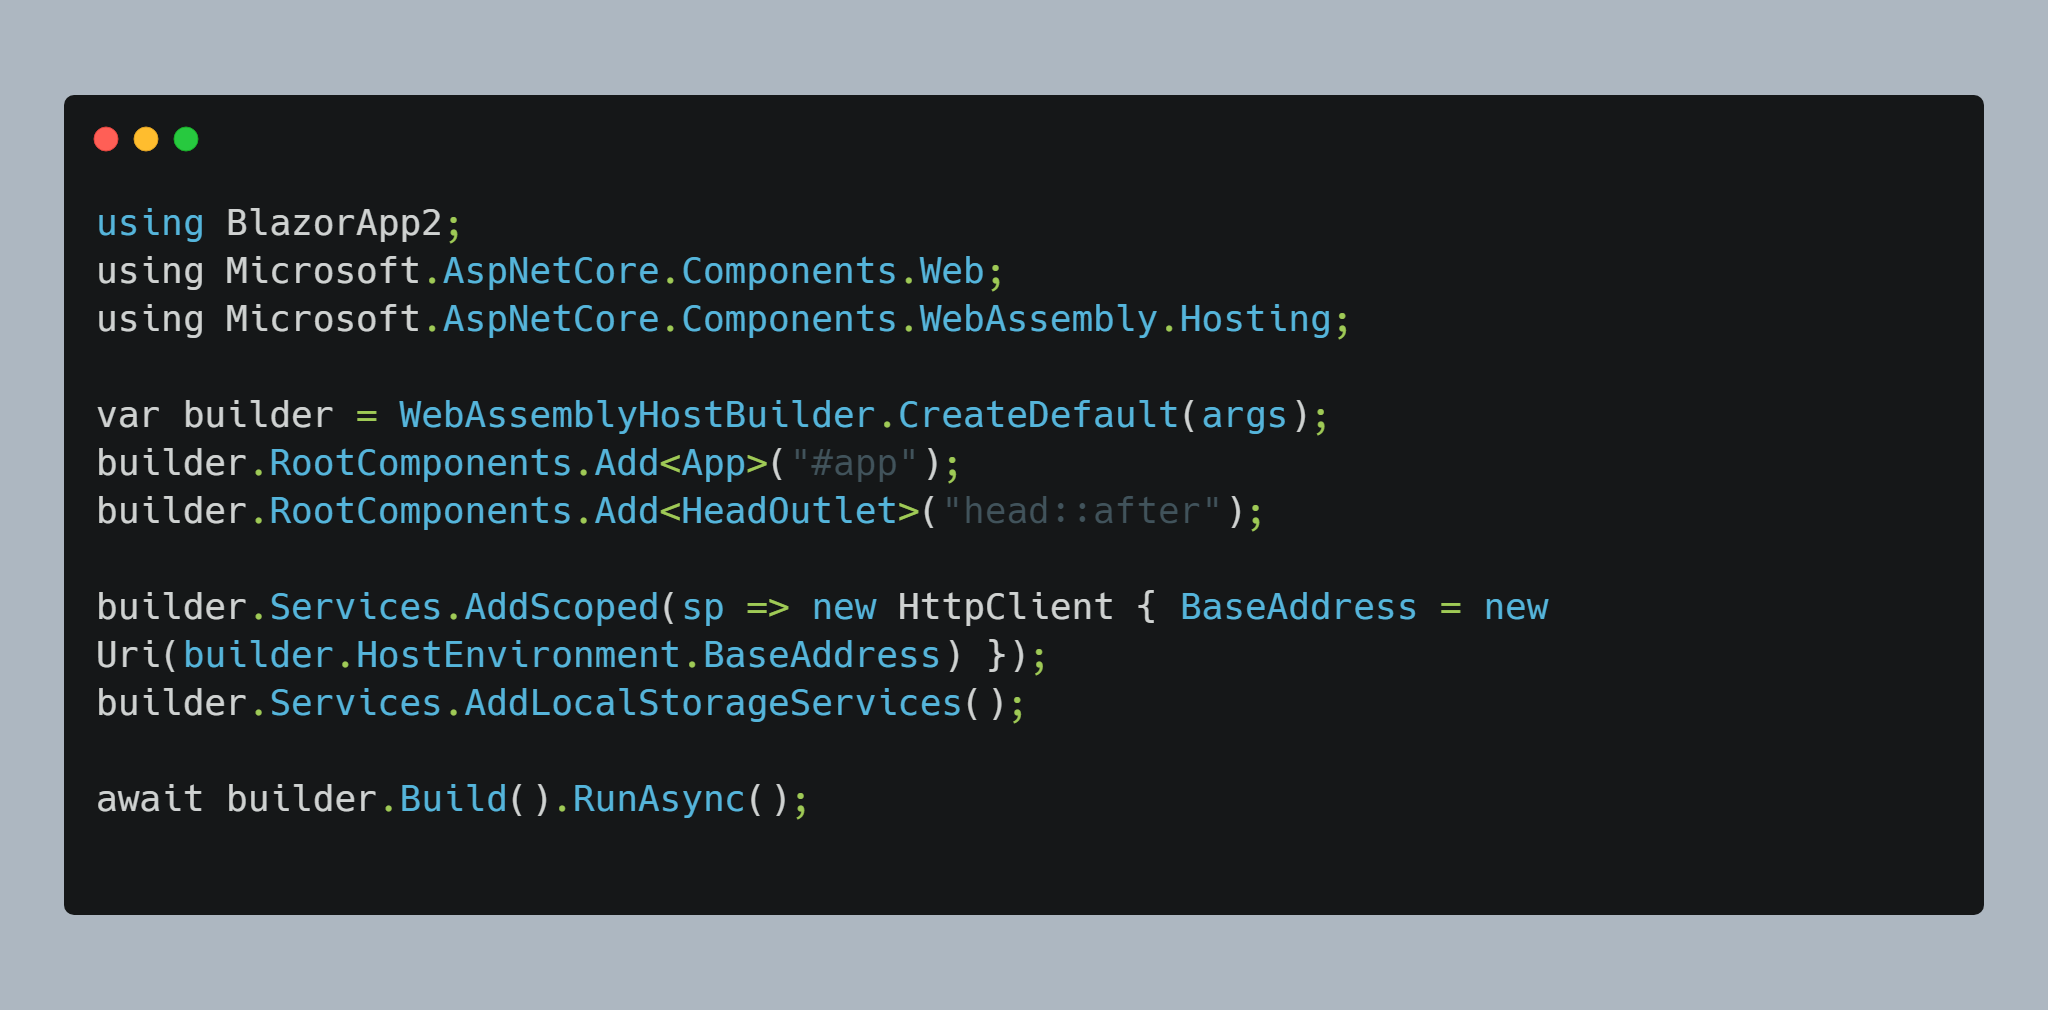 using BlazorApp2;
using Microsoft.AspNetCore.Components.Web;
using Microsoft.AspNetCore.Components.WebAssembly.Hosting;
var builder = WebAssemblyHostBuilder.CreateDefault(args);
builder.RootComponents.Add<App>("#app");
builder.RootComponents.Add<HeadOutlet>("head::after");
builder.Services.AddScoped(sp => new HttpClient { BaseAddress = new
Uri(builder.HostEnvironment.BaseAddress) });
builder.Services.AddLocalStorageServices();
await builder.Build().RunAsync();